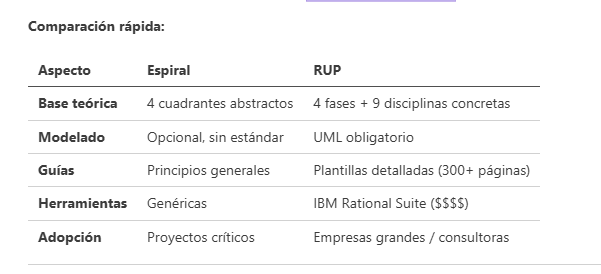 Comparación rápida:
Aspecto Espiral RUP
Base teórica 4 cuadrantes abstractos 4 fases + 9 disciplinas concretas
Modelado Opcional, sin estándar UML obligatorio
Guías Principios generales Plantillas detalladas (300+ páginas)
Herramientas Genéricas IBM Rational Suite ($$$$)
Adopción Proyectos críticos Empresas grandes / consultoras